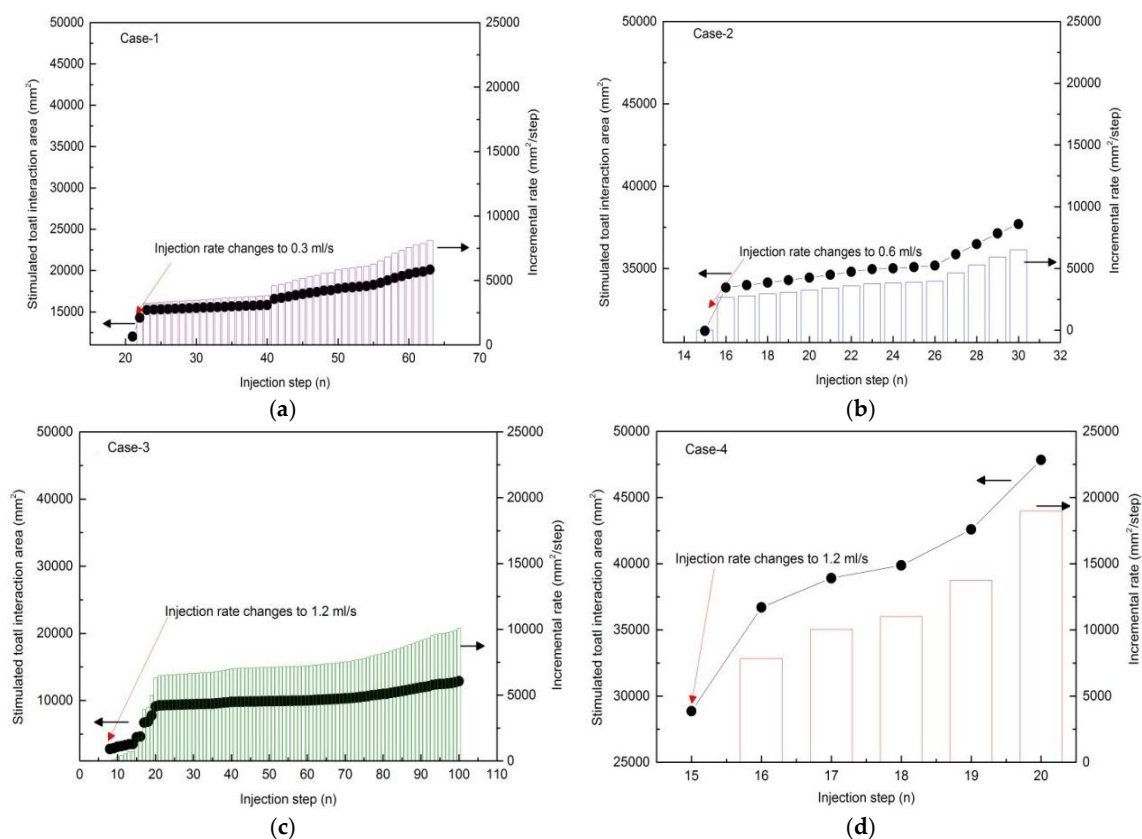 Case-1
Stimulated toatl interaction area (mm²)
50000
45000
40000
35000
30000
25000
20000
15000
Injection rate changes to 0.3 ml/s
25000
20000
15000
10000
5000
0
Incremental rate (mm²/step)
20 30 40 50 60 70
Injection step (n)
(a)
Case-2
Stimulated toatl interaction area (mm²)
50000
45000
40000
35000
Injection rate changes to 0.6 ml/s
25000
20000
15000
10000
5000
0
Incremental rate (mm²/step)
14 16 18 20 22 24 26 28 30 32
Injection step (n)
(b)
Case-3
Stimulated toatl interaction area (mm²)
50000
40000
30000
20000
10000
Injection rate changes to 1.2 ml/s
25000
20000
15000
10000
5000
0
Incremental rate (mm²/step)
0 10 20 30 40 50 60 70 80 90 100 110
Injection step (n)
(c)
Case-4
Stimulated toatl interaction area (mm²)
50000
45000
40000
35000
30000
25000
Injection rate changes to 1.2 ml/s
25000
20000
15000
10000
5000
0
Incremental rate (mm²/step)
15 16 17 18 19 20
Injection step (n)
(d)